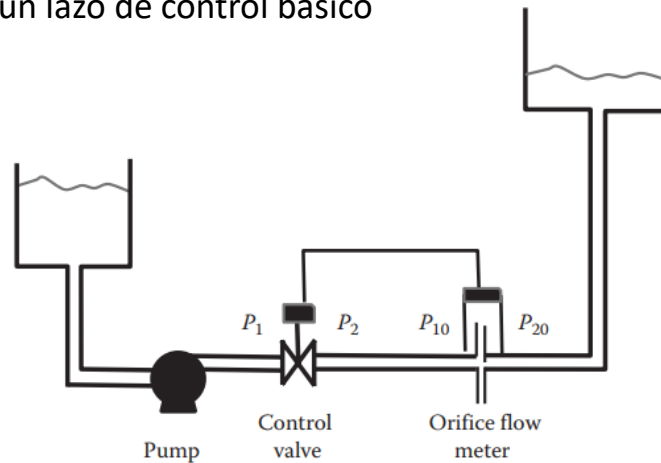 un lazo de control básico
P1 P2 P10 P20
Control Orifice flow
Pump valve meter